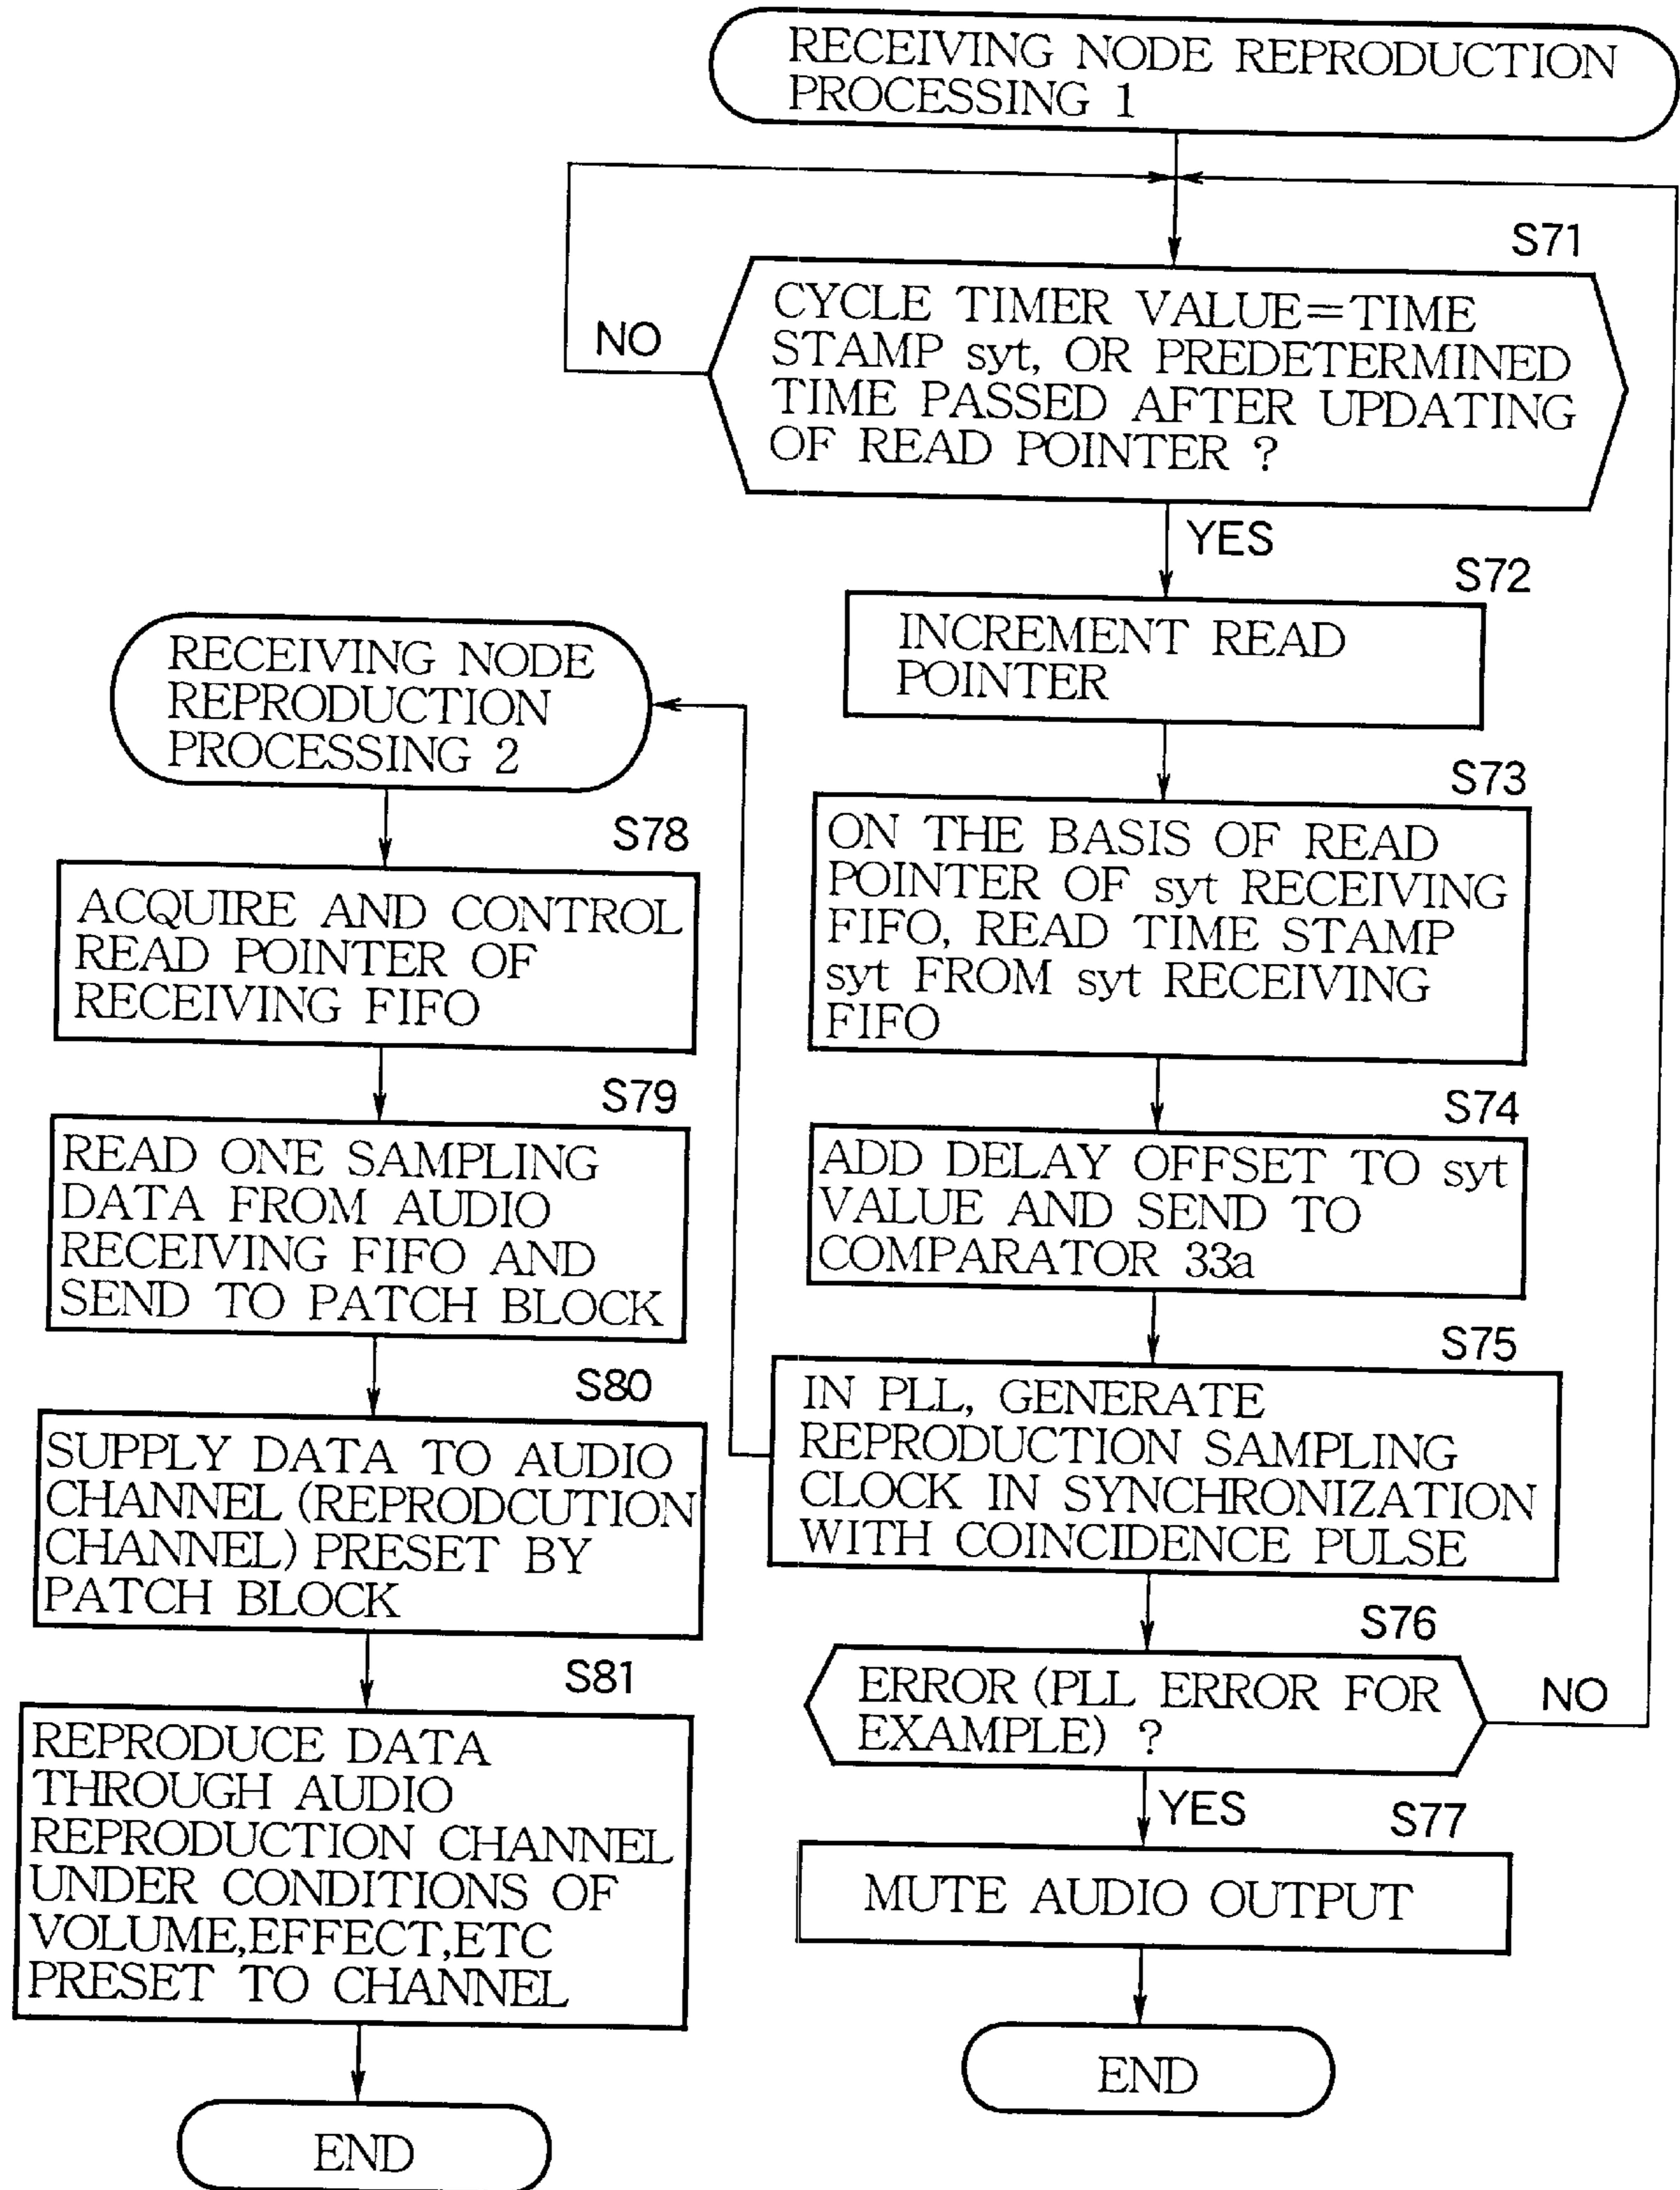 RECEIVING NODE REPRODUCTION
PROCESSING 1
S71
CYCLE TIMER VALUE=TIME
STAMP syt, OR PREDETERMINED
TIME PASSED AFTER UPDATING
OF READ POINTER ?
NO
YES
S72
INCREMENT READ
POINTER
S73
ON THE BASIS OF READ
POINTER OF syt RECEIVING
FIFO, READ TIME STAMP
syt FROM syt RECEIVING
FIFO
S74
ADD DELAY OFFSET TO syt
VALUE AND SEND TO
COMPARATOR 33a
S75
IN PLL, GENERATE
REPRODUCTION SAMPLING
CLOCK IN SYNCHRONIZATION
WITH COINCIDENCE PULSE
S76
ERROR (PLL ERROR FOR
EXAMPLE) ?
NO
YES
S77
MUTE AUDIO OUTPUT
END
RECEIVING NODE
REPRODUCTION
PROCESSING 2
S78
ACQUIRE AND CONTROL
READ POINTER OF
RECEIVING FIFO
S79
READ ONE SAMPLING
DATA FROM AUDIO
RECEIVING FIFO AND
SEND TO PATCH BLOCK
S80
SUPPLY DATA TO AUDIO
CHANNEL (REPRODCUTION
CHANNEL) PRESET BY
PATCH BLOCK
S81
REPRODUCE DATA
THROUGH AUDIO
REPRODUCTION CHANNEL
UNDER CONDITIONS OF
VOLUME,EFFECT,ETC
PRESET TO CHANNEL
END